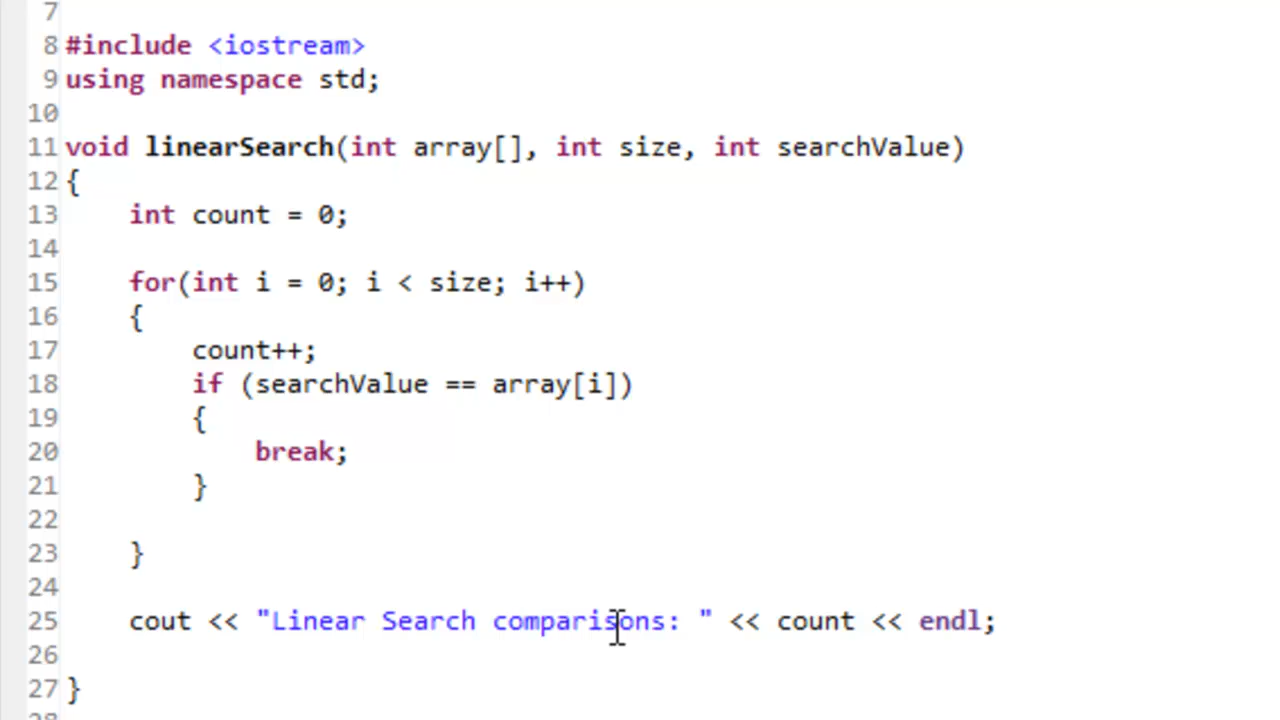 7
8 #include <iostream>
9 using namespace std;
10
11 void linearSearch(int array[], int size, int searchValue)
12 {
13     int count = 0;
14
15     for(int i = 0; i < size; i++)
16     {
17         count++;
18         if (searchValue == array[i])
19         {
20             break;
21         }
22
23     }
24
25     cout << "Linear Search comparisons: " << count << endl;
26
27 }
28